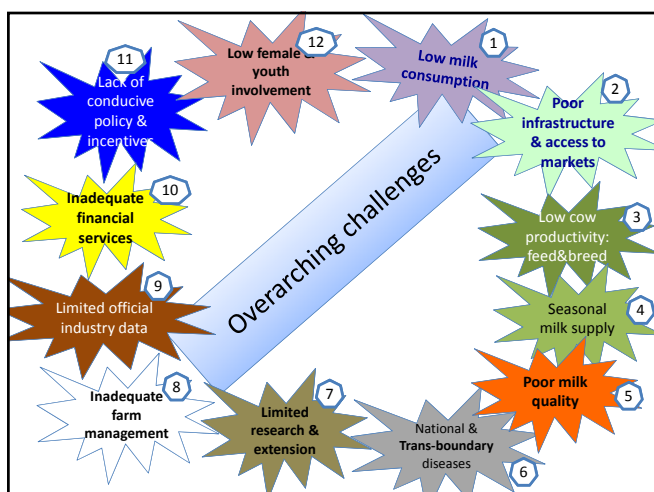 1
Low milk
consumption
2
Poor
infrastructure
& access to
markets
3
Low cow
productivity:
feed&breed
4
Seasonal
milk supply
5
Poor milk
quality
6
National &
Trans-boundary
diseases
7
Limited
research &
extension
8
Inadequate
farm
management
9
Limited official
industry data
10
Inadequate
financial
services
11
Lack of
conducive
policy &
incentives
12
Low female &
youth
involvement
Overarching challenges